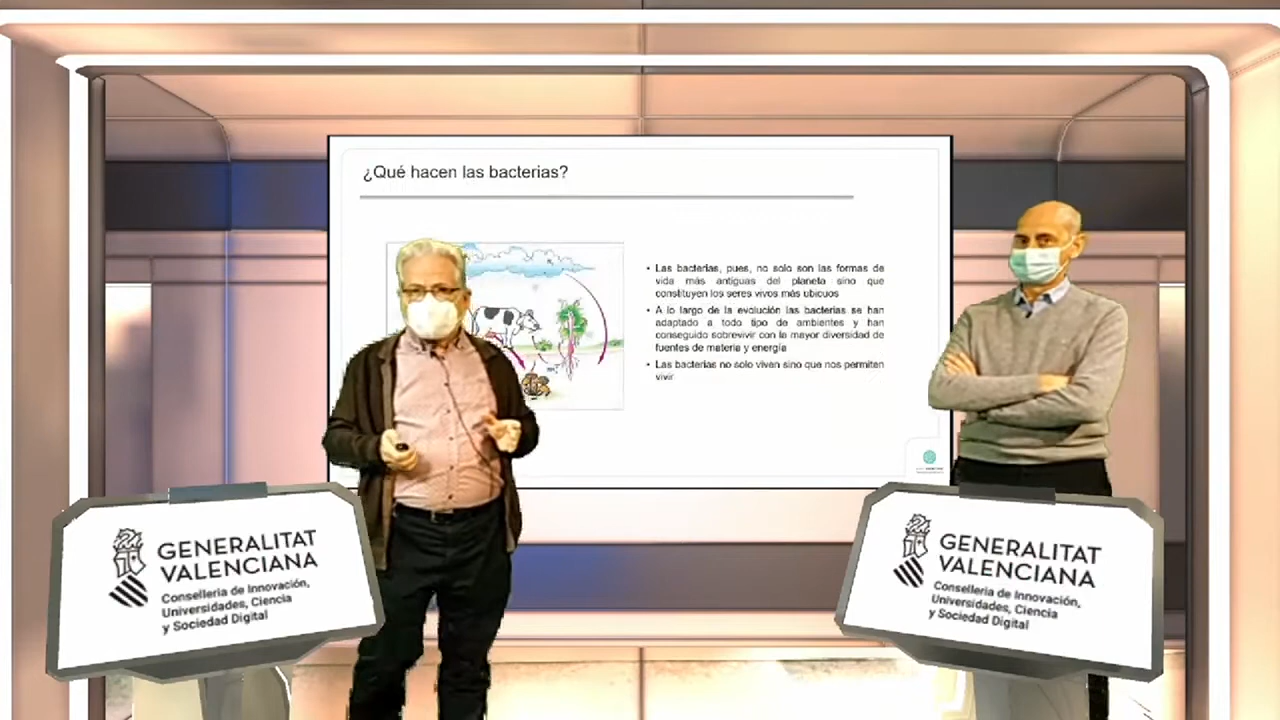 ¿Qué hacen las bacterias?
• Las bacterias, pues, no solo son las formas de
vida más antiguas del planeta sino que
constituyen los seres vivos más ubicuos
• A lo largo de la evolución las bacterias se han
adaptado a todo tipo de ambientes y han
conseguido sobrevivir con la mayor diversidad de
fuentes de materia y energía
• Las bacterias no solo viven sino que nos permiten
vivir
GENERALITAT
VALENCIANA
Conselleria de Innovación,
Universidades, Ciencia
y Sociedad Digital
GENERALITAT
VALENCIANA
Conselleria de Innovación,
Universidades, Ciencia
y Sociedad Digital